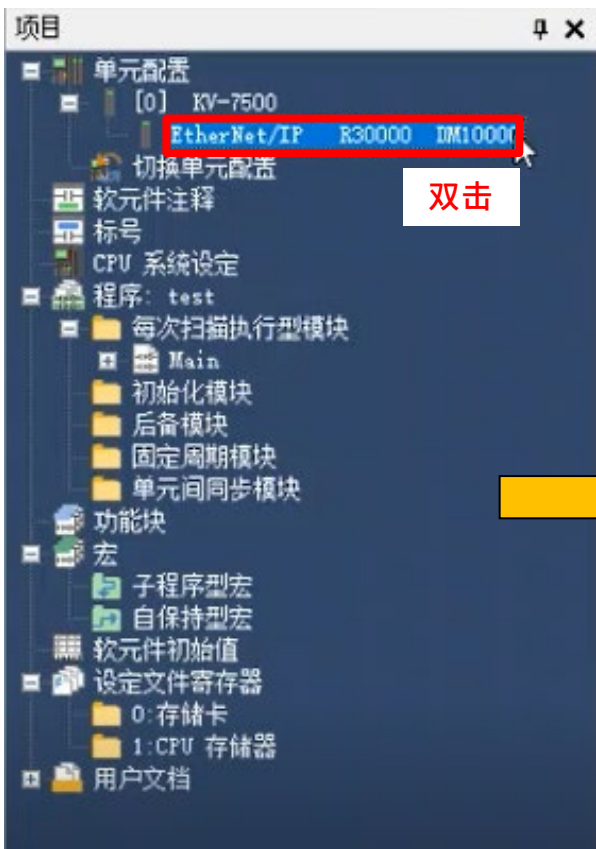 项目
单元配置
[0] KV-7500
EtherNet/IP R30000 DM10000
切换单元配置
双击
软元件注释
标号
CPU 系统设定
程序: test
每次扫描执行型模块
Main
初始化模块
后备模块
固定周期模块
单元间同步模块
功能块
宏
子程序型宏
自保持型宏
软元件初始值
设定文件寄存器
0:存储卡
1:CPU 存储器
用户文档